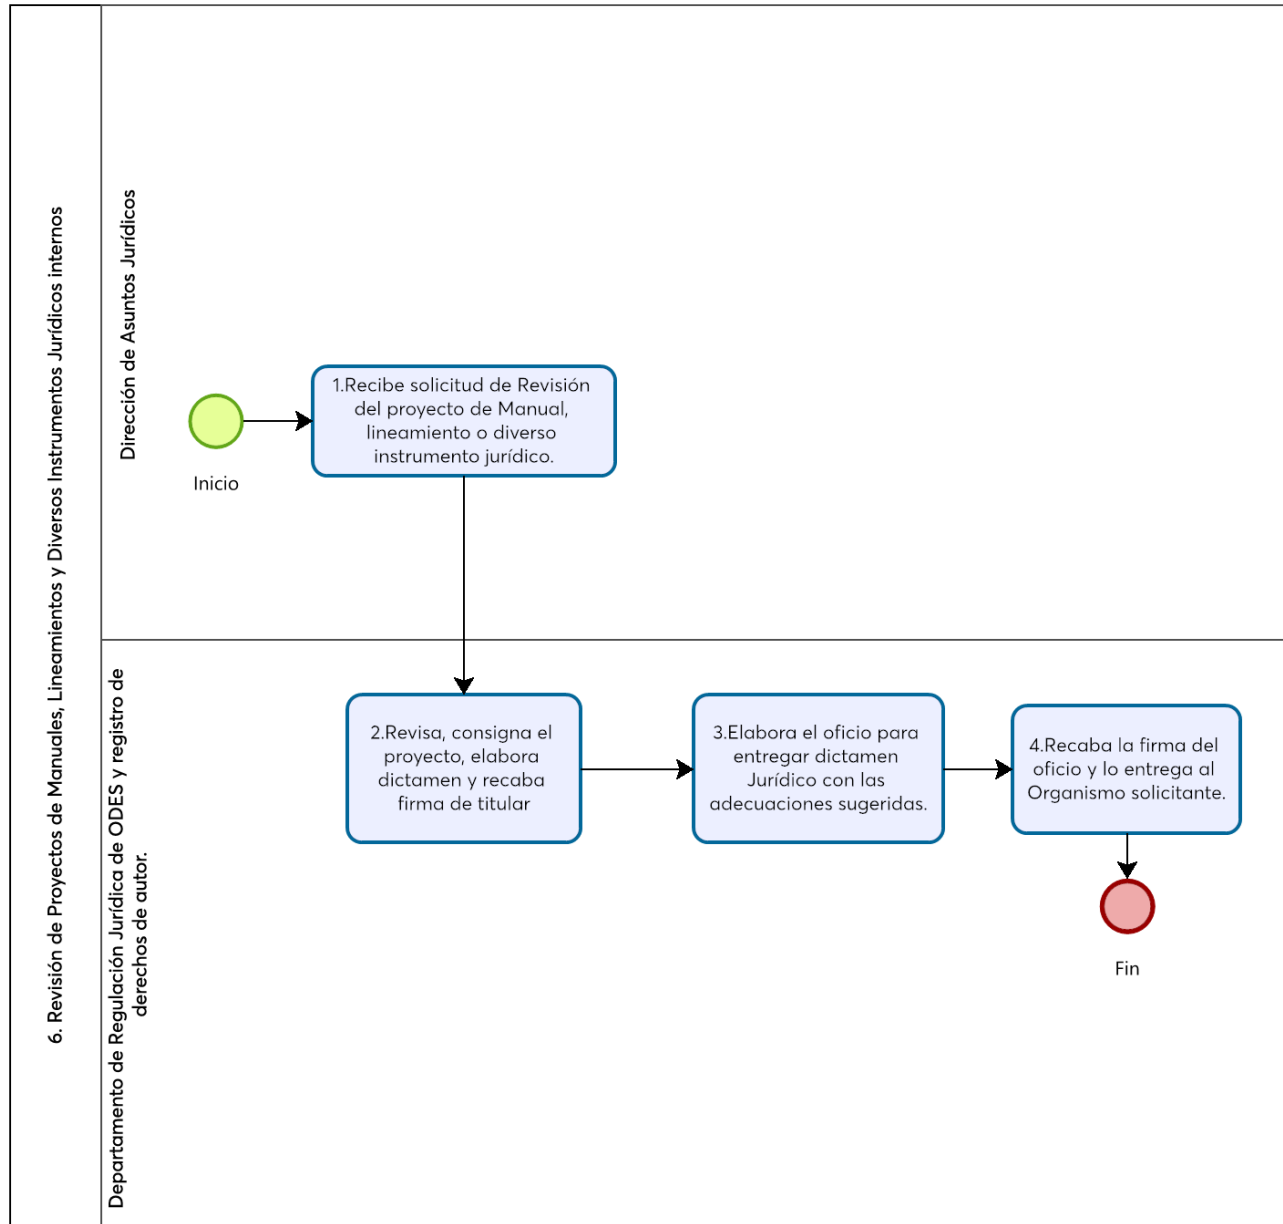 6. Revisión de Proyectos de Manuales, Lineamientos y Diversos Instrumentos Jurídicos internos
Dirección de Asuntos Jurídicos
Inicio
1.Recibe solicitud de Revisión
del proyecto de Manual,
lineamiento o diverso
instrumento jurídico.
Departamento de Regulación Jurídica de ODES y registro de
derechos de autor.
2.Revisa, consigna el
proyecto, elabora
dictamen y recaba
firma de titular
3.Elabora el oficio para
entregar dictamen
Jurídico con las
adecuaciones sugeridas.
4.Recaba la firma del
oficio y lo entrega al
Organismo solicitante.
Fin